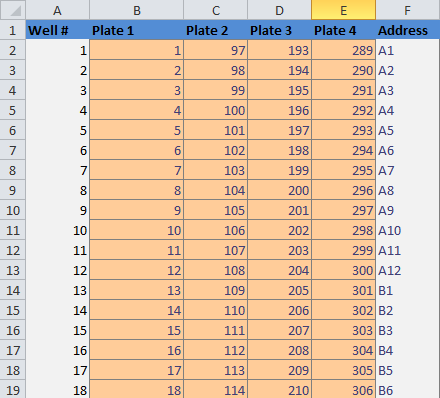 A B C D E F
1 Well # Plate 1 Plate 2 Plate 3 Plate 4 Address
2 1 1 97 193 289 A1
3 2 2 98 194 290 A2
4 3 3 99 195 291 A3
5 4 4 100 196 292 A4
6 5 5 101 197 293 A5
7 6 6 102 198 294 A6
8 7 7 103 199 295 A7
9 8 8 104 200 296 A8
10 9 9 105 201 297 A9
11 10 10 106 202 298 A10
12 11 11 107 203 299 A11
13 12 12 108 204 300 A12
14 13 13 109 205 301 B1
15 14 14 110 206 302 B2
16 15 15 111 207 303 B3
17 16 16 112 208 304 B4
18 17 17 113 209 305 B5
19 18 18 114 210 306 B6